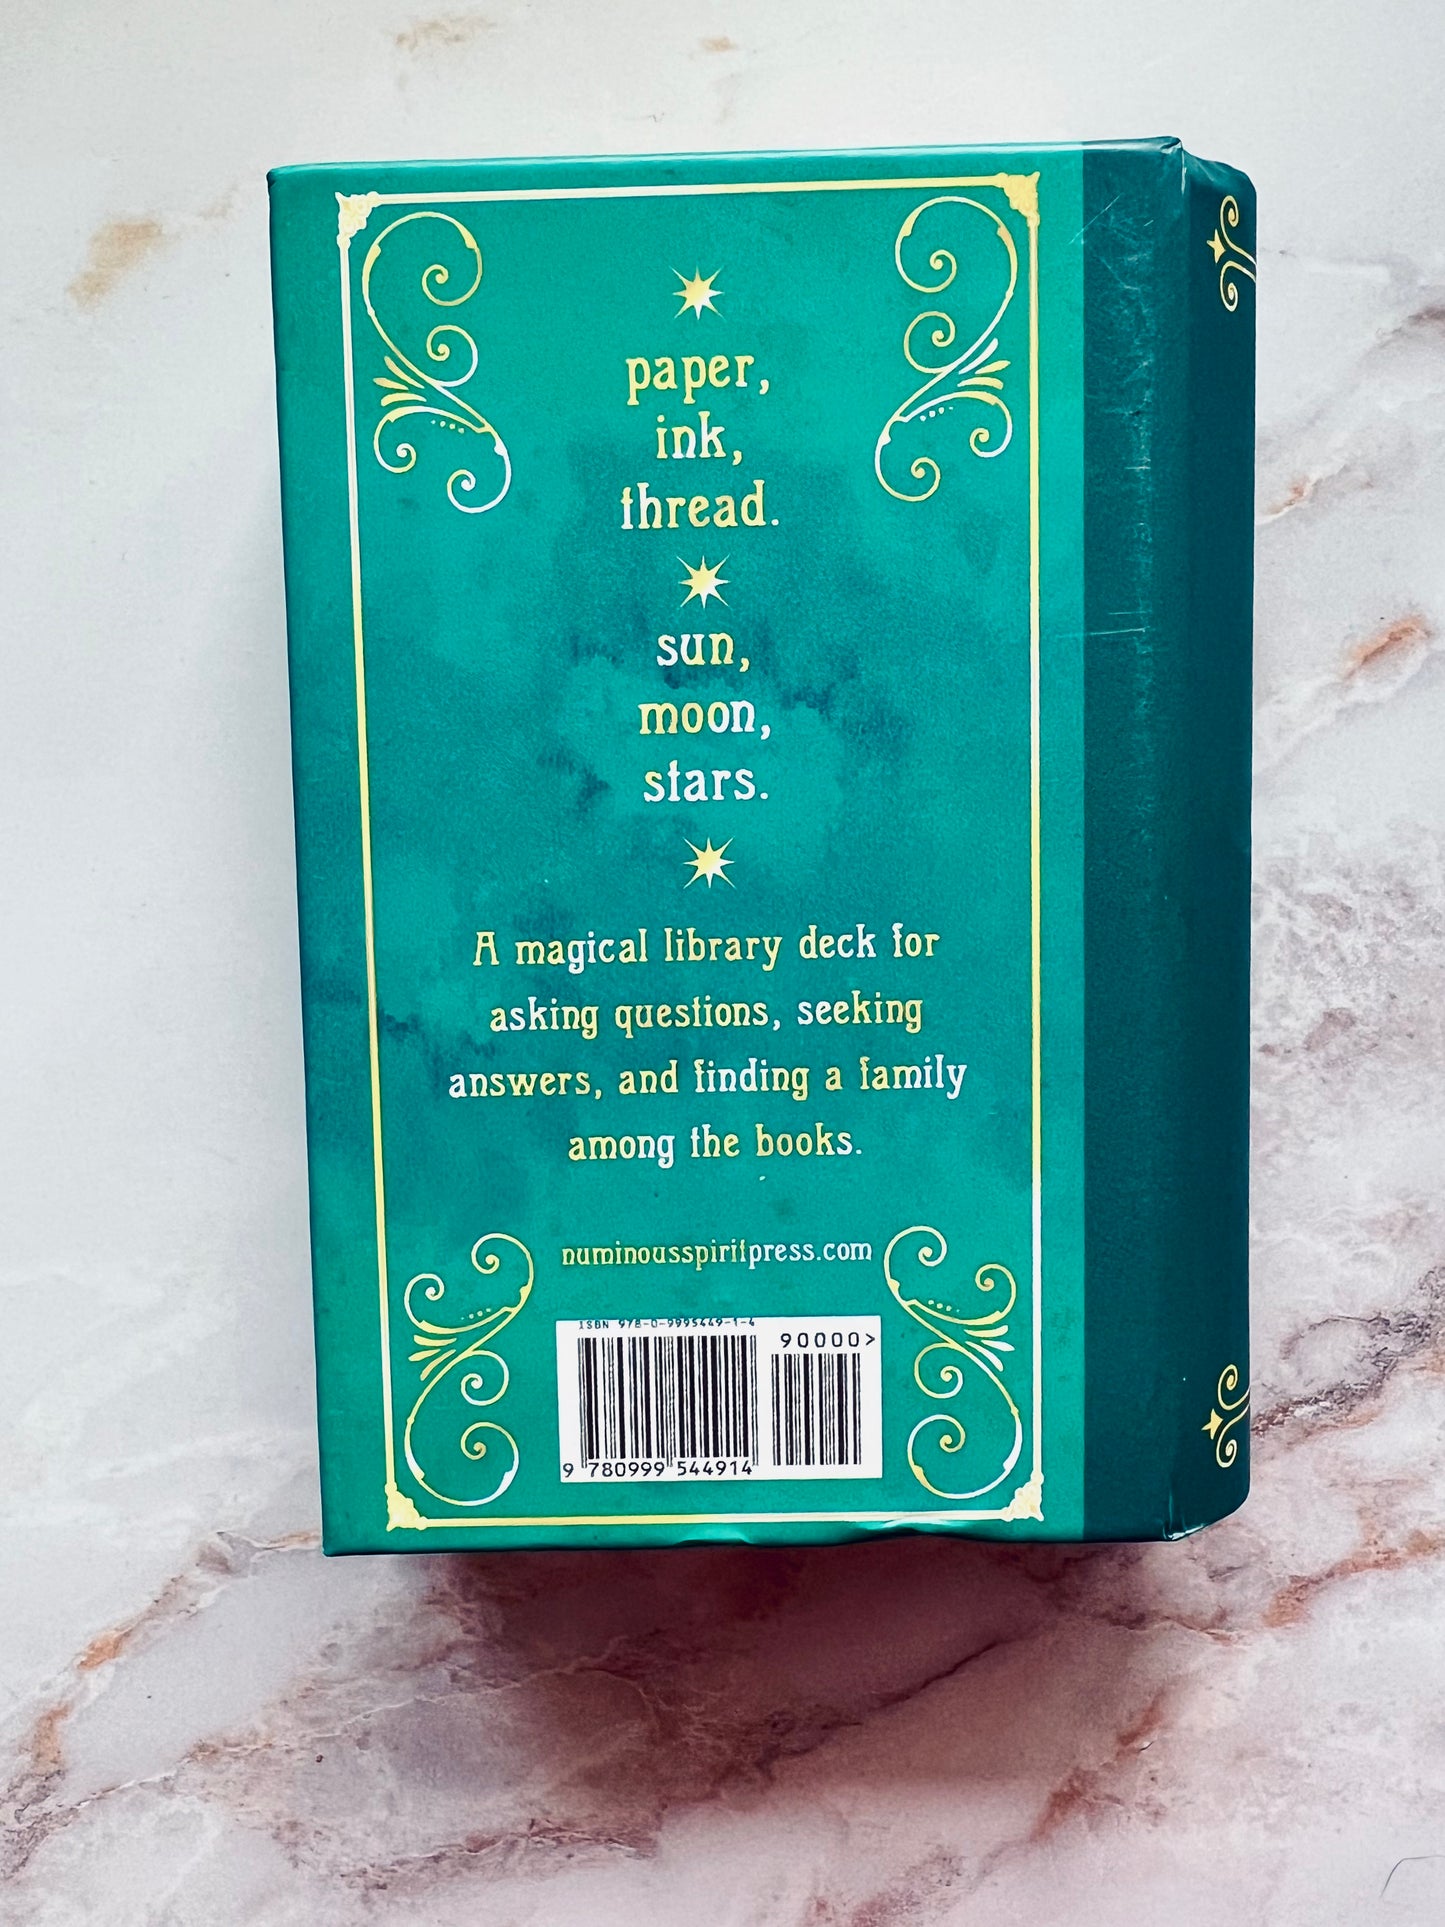 paper,
ink,
thread.
sun,
moon,
stars.
A magical library deck for
asking questions, seeking
answers, and finding a family
among the books.
numinousspiritpress.com
ISBN 978-0-9995449-1-4
90000>
9 780999 544914